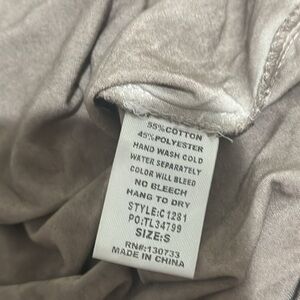 55%COTTON
45%POLYESTER
HAND WASH COLD
WATER SEPARATELY
COLOR WILL BLEED
NO BLEECH
HANG TO DRY
STYLE:C1281
PO:TL34799
SIZE:S
RN#:130733
MADE IN CHINA